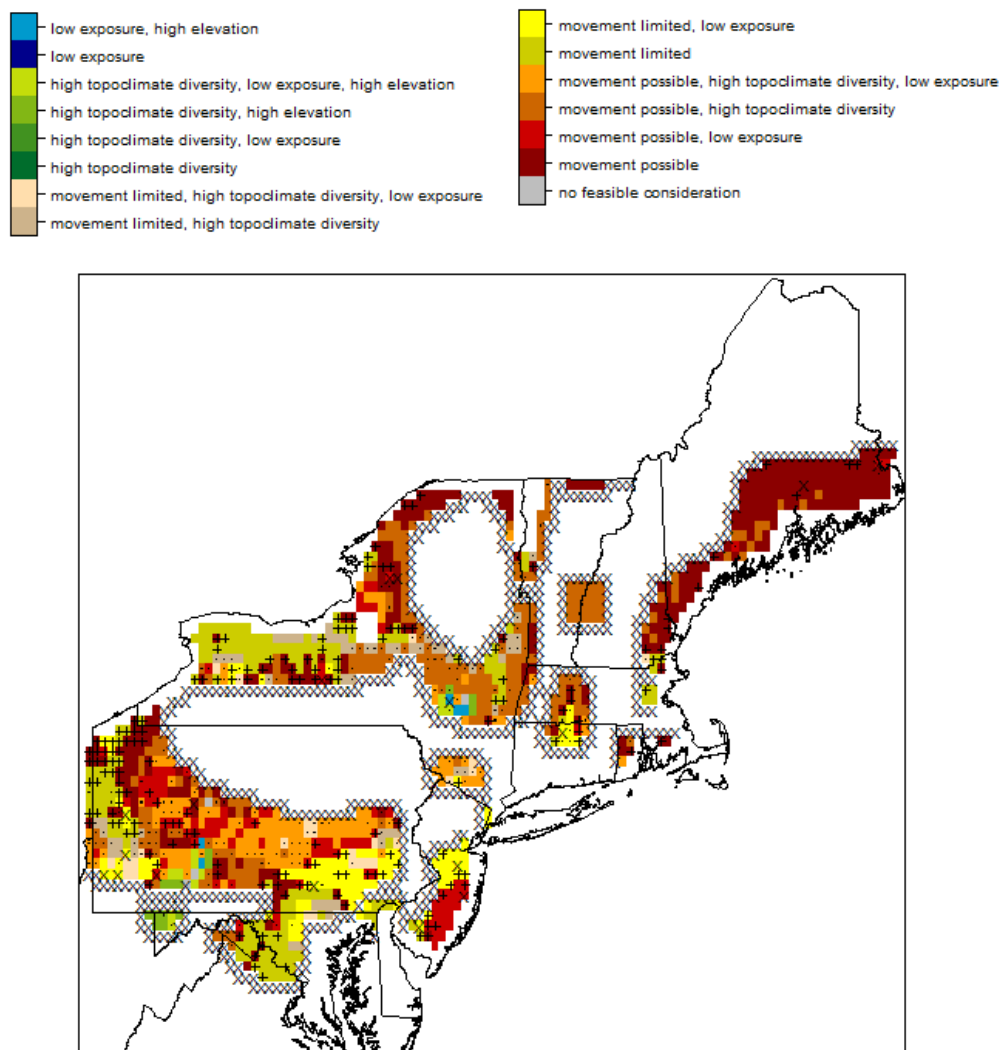 low exposure, high elevation
low exposure
high topoclimate diversity, low exposure, high elevation
high topoclimate diversity, high elevation
high topoclimate diversity, low exposure
high topoclimate diversity
movement limited, high topoclimate diversity, low exposure
movement limited, high topoclimate diversity
movement limited, low exposure
movement limited
movement possible, high topoclimate diversity, low exposure
movement possible, high topoclimate diversity
movement possible, low exposure
movement possible
no feasible consideration